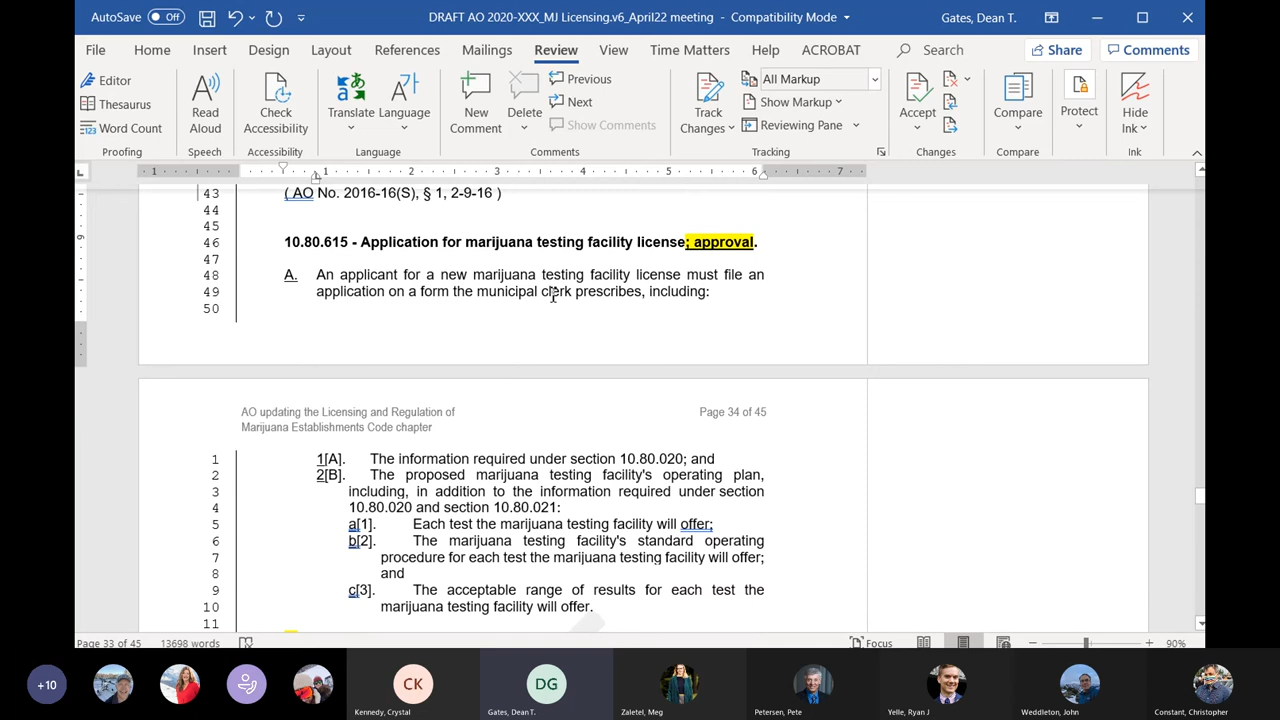 AutoSave Off
DRAFT AO 2020-XXX_MJ Licensing.v6_April22 meeting - Compatibility Mode
Gates, Dean T.
File Home Insert Design Layout References Mailings Review View Time Matters Help ACROBAT Search Share Comments
Editor
Thesaurus
Word Count
Proofing
Read Aloud
Speech
Check Accessibility
Accessibility
Translate
Language
Language
New Comment
Delete
Previous
Next
Show Comments
Comments
Track Changes
All Markup
Show Markup
Reviewing Pane
Tracking
Accept
Changes
Compare
Compare
Protect
Hide Ink
Ink
1 1 2 3 4 5 6 7
43 ( AO No. 2016-16(S), § 1, 2-9-16 )
44
45
46 10.80.615 - Application for marijuana testing facility license; approval.
47
48 A. An applicant for a new marijuana testing facility license must file an
49 application on a form the municipal clerk prescribes, including:
50
AO updating the Licensing and Regulation of Page 34 of 45
Marijuana Establishments Code chapter
1 1[A]. The information required under section 10.80.020; and
2 2[B]. The proposed marijuana testing facility's operating plan,
3 including, in addition to the information required under section
4 10.80.020 and section 10.80.021:
5 a[1]. Each test the marijuana testing facility will offer;
6 b[2]. The marijuana testing facility's standard operating
7 procedure for each test the marijuana testing facility will offer;
8 and
9 c[3]. The acceptable range of results for each test the
10 marijuana testing facility will offer.
11
Page 33 of 45 13698 words Focus 90%
+10 CK DG
Kennedy, Crystal Gates, Dean T. Zaletel, Meg Petersen, Pete Yelle, Ryan J Weddleton, John Constant, Christopher